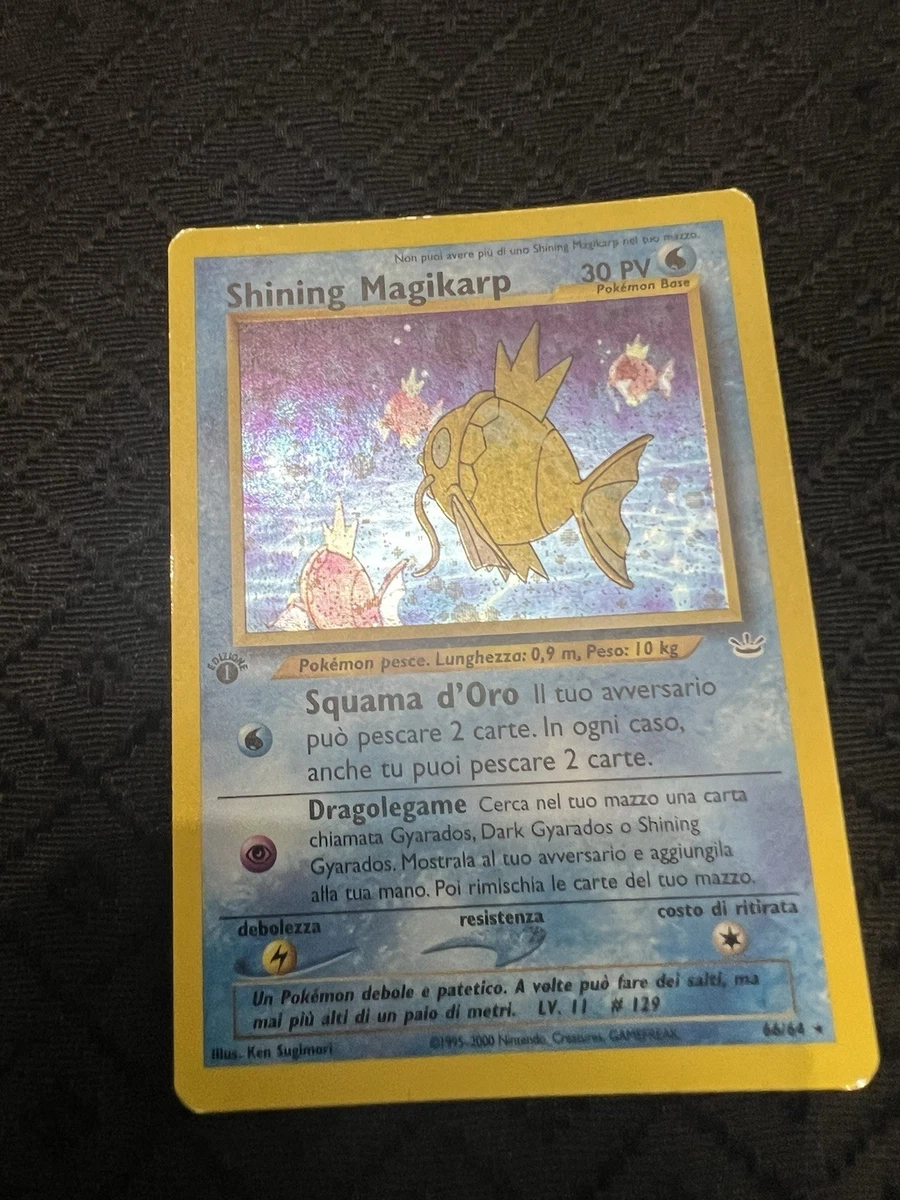 Non puoi avere più di uno Shining Magikarp nel tuo mazzo.
Shining Magikarp 30 PV
Pokémon Base
EDIZIONE
1
Pokémon pesce. Lunghezza: 0,9 m, Peso: 10 kg
Squama d'Oro Il tuo avversario
può pescare 2 carte. In ogni caso,
anche tu puoi pescare 2 carte.
Dragolegame Cerca nel tuo mazzo una carta
chiamata Gyarados, Dark Gyarados o Shining
Gyarados. Mostrala al tuo avversario e aggiungila
alla tua mano. Poi rimischia le carte del tuo mazzo.
debolezza resistenza costo di ritirata
Un Pokémon debole e patetico. A volte può fare dei salti, ma
mai più alti di un paio di metri. LV. 11 # 129
Illus. Ken Sugimori ©1995-2000 Nintendo, Creatures, GAMEFREAK 66/64 ★